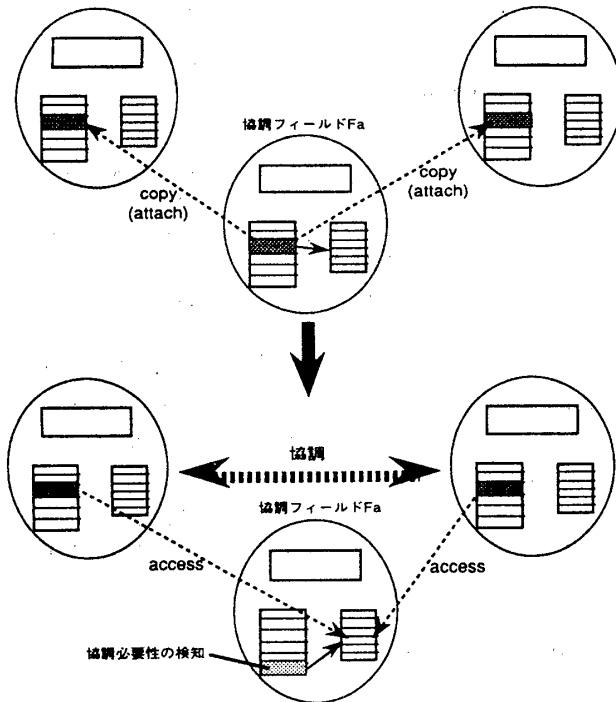 協調フィールドFa
copy
(attach)
copy
(attach)
協調
協調フィールドFa
access
access
協調必要性の検知